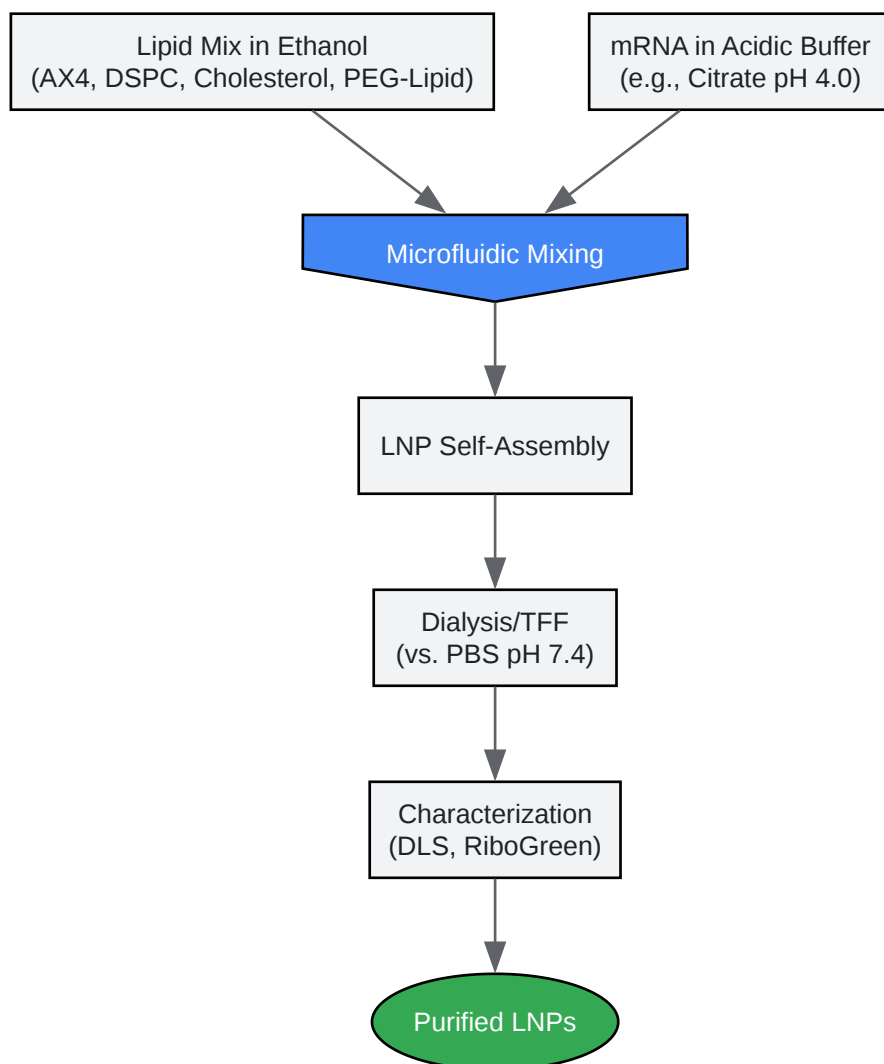 Lipid Mix in Ethanol
(AX4, DSPC, Cholesterol, PEG-Lipid)
mRNA in Acidic Buffer
(e.g., Citrate pH 4.0)
Microfluidic Mixing
LNP Self-Assembly
Dialysis/TFF
(vs. PBS pH 7.4)
Characterization
(DLS, RiboGreen)
Purified LNPs